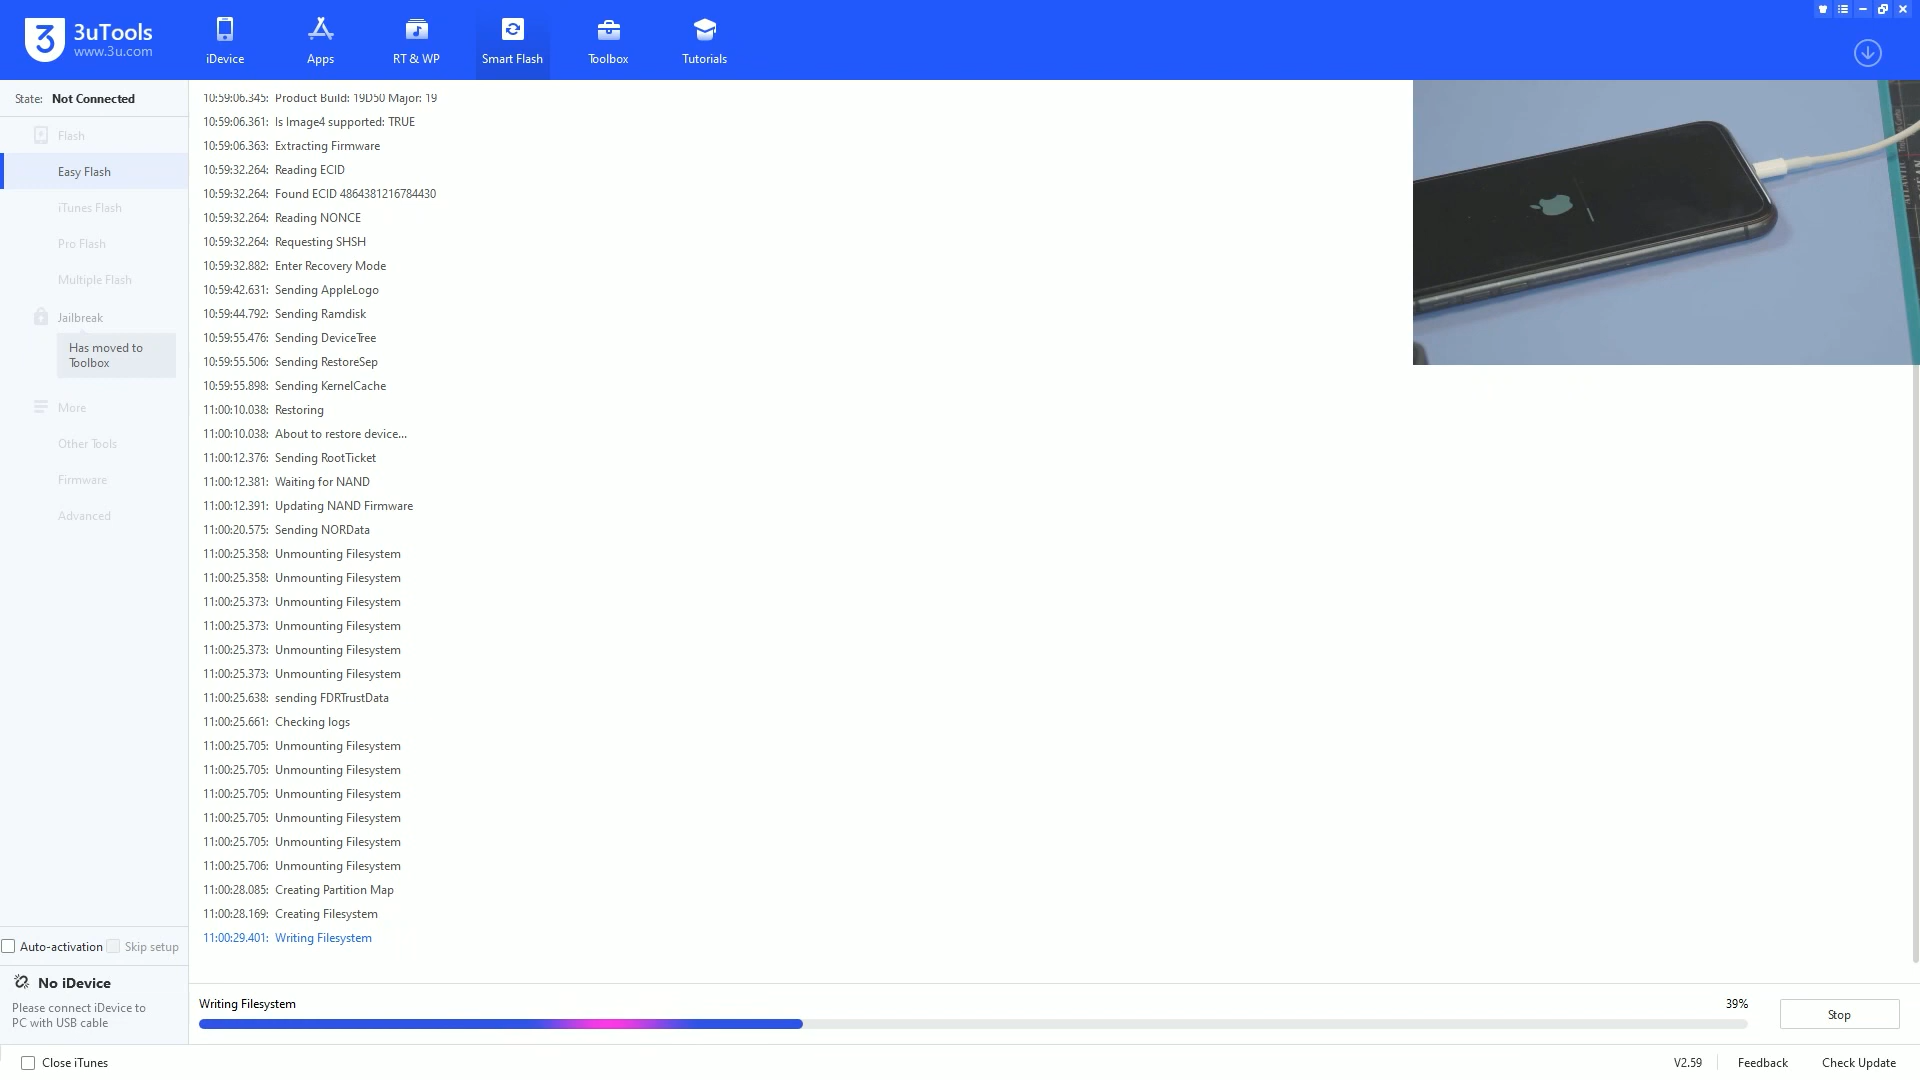 3uTools
www.3u.com
iDevice
Apps
RT & WP
Smart Flash
Toolbox
Tutorials
State: Not Connected
Flash
Easy Flash
iTunes Flash
Pro Flash
Multiple Flash
Jailbreak
Has moved to
Toolbox
More
Other Tools
Firmware
Advanced
Auto-activation
Skip setup
No iDevice
Please connect iDevice to
PC with USB cable
Close iTunes
10:59:06.345: Product Build: 19D50 Major: 19
10:59:06.361: Is Image4 supported: TRUE
10:59:06.363: Extracting Firmware
10:59:32.264: Reading ECID
10:59:32.264: Found ECID 4864381216784430
10:59:32.264: Reading NONCE
10:59:32.264: Requesting SHSH
10:59:32.882: Enter Recovery Mode
10:59:42.631: Sending AppleLogo
10:59:44.792: Sending Ramdisk
10:59:55.476: Sending DeviceTree
10:59:55.506: Sending RestoreSep
10:59:55.898: Sending KernelCache
11:00:10.038: Restoring
11:00:10.038: About to restore device...
11:00:12.376: Sending RootTicket
11:00:12.381: Waiting for NAND
11:00:12.391: Updating NAND Firmware
11:00:20.575: Sending NORData
11:00:25.358: Unmounting Filesystem
11:00:25.358: Unmounting Filesystem
11:00:25.373: Unmounting Filesystem
11:00:25.373: Unmounting Filesystem
11:00:25.373: Unmounting Filesystem
11:00:25.373: Unmounting Filesystem
11:00:25.638: sending FDRTrustData
11:00:25.661: Checking logs
11:00:25.705: Unmounting Filesystem
11:00:25.705: Unmounting Filesystem
11:00:25.705: Unmounting Filesystem
11:00:25.705: Unmounting Filesystem
11:00:25.705: Unmounting Filesystem
11:00:25.706: Unmounting Filesystem
11:00:28.085: Creating Partition Map
11:00:28.169: Creating Filesystem
11:00:29.401: Writing Filesystem
Writing Filesystem
39%
Stop
V2.59
Feedback
Check Update